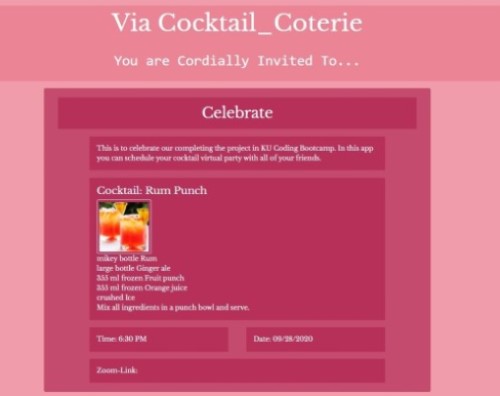 Via Cocktail_Coterie
You are Cordially Invited To...
Celebrate
This is to celebrate our completing the project in KU Coding Bootcamp. In this app
you can schedule your cocktail virtual party with all of your friends.
Cocktail: Rum Punch
mikey bottle Rum
large bottle Ginger ale
355 ml frozen Fruit punch
355 ml frozen Orange juice
crushed Ice
Mix all ingredients in a punch bowl and serve.
Time: 6:30 PM
Date: 09/28/2020
Zoom-Link: